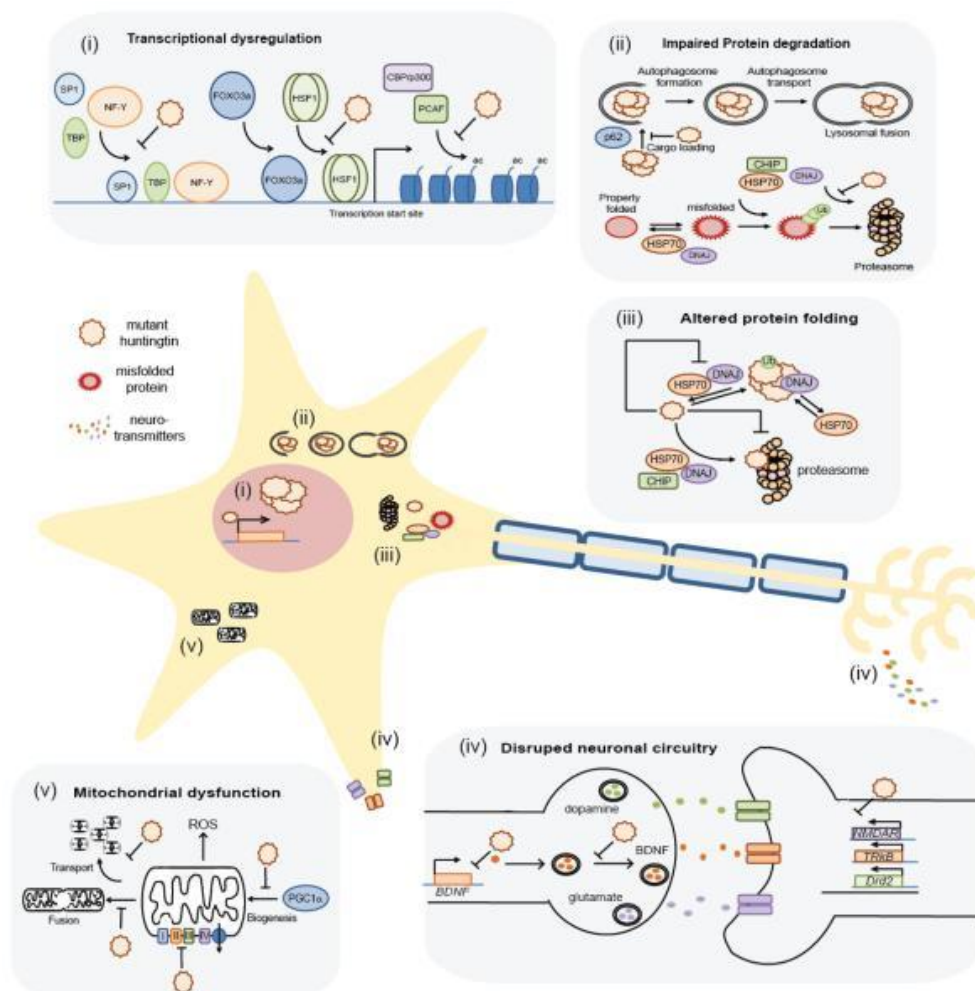 (i) Transcriptional dysregulation
SP1
NF-Y
TBP
FOXO3a
HSF1
CBP/p300
PCAF
SP1
TBP
NF-Y
FOXO3a
HSF1
ac
ac
ac
Transcription start site
(ii) Impaired Protein degradation
Autophagosome
formation
Autophagosome
transport
Lysosomal fusion
p62
Cargo loading
CHIP
HSP70
DNAJ
Properly
folded
misfolded
Ub
HSP70
DNAJ
Proteasome
mutant
huntingtin
misfolded
protein
neuro-
transmitters
(iii) Altered protein folding
Ub
HSP70
DNAJ
DNAJ
HSP70
HSP70
DNAJ
CHIP
proteasome
(ii)
(i)
(iii)
(v)
(iv)
(iv)
(v) Mitochondrial dysfunction
ROS
Transport
Fusion
PGC1α
Biogenesis
I
II
III
IV
(iv) Disruped neuronal circuitry
dopamine
BDNF
BDNF
glutamate
NMDAR
TRkB
Drd2